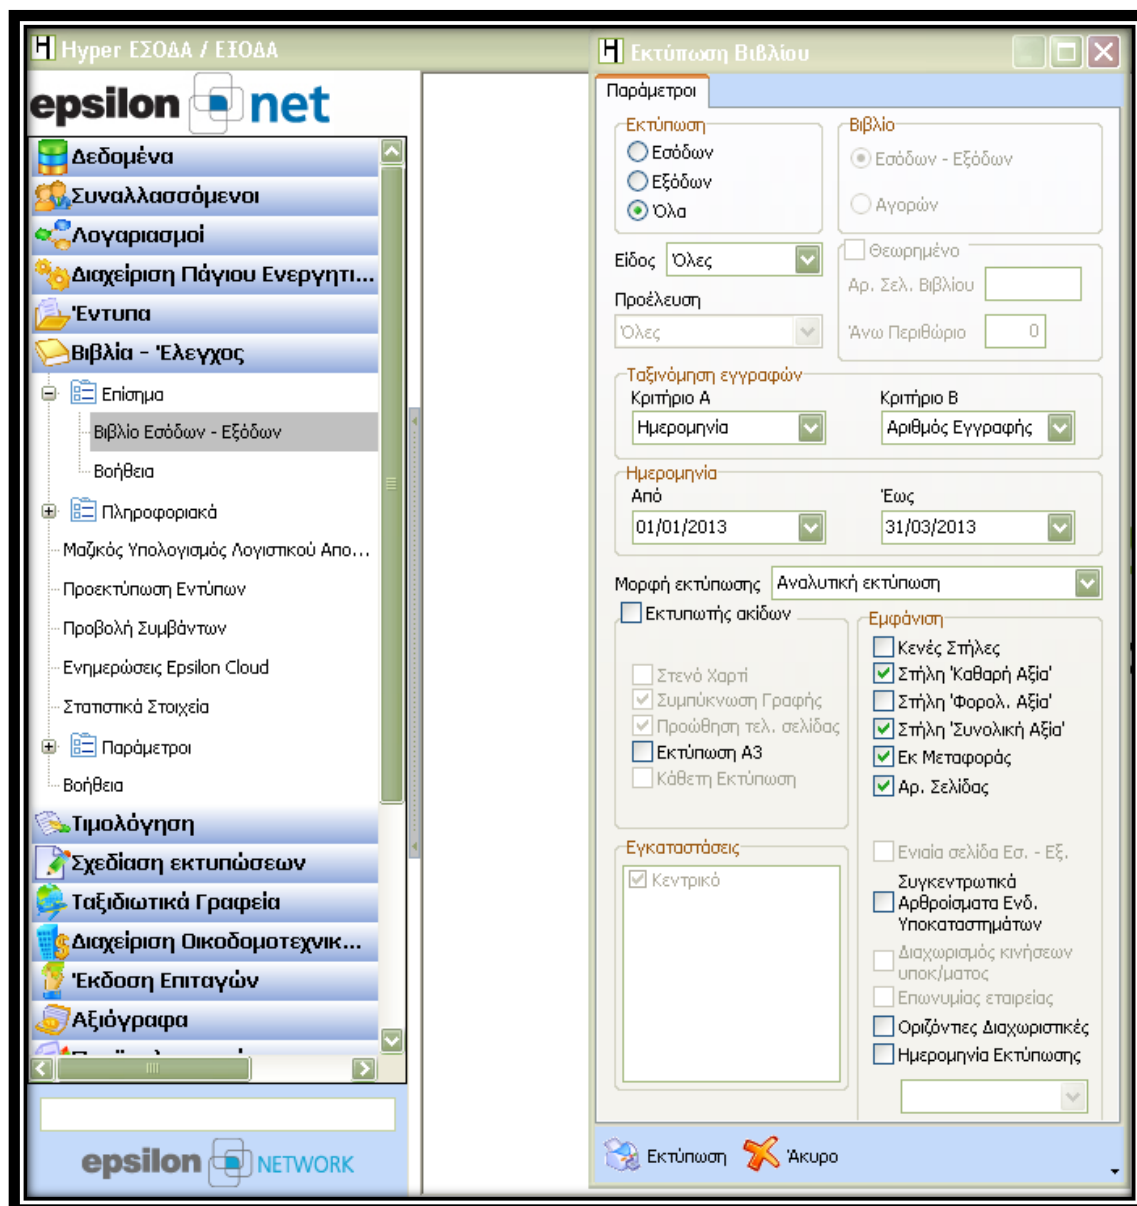 Hyper ΕΣΟΔΑ / ΕΞΟΔΑ
epsilon net
Δεδομένα
Συναλλασσόμενοι
Λογαριασμοί
Διαχείριση Πάγιου Ενεργητι...
Έντυπα
Βιβλία - Έλεγχος
Επίσημα
Βιβλίο Εσόδων - Εξόδων
Βοήθεια
Πληροφοριακά
Μαζικός Υπολογισμός Λογιστικού Απο...
Προεκτύπωση Εντύπων
Προβολή Συμβάντων
Ενημερώσεις Epsilon Cloud
Στατιστικά Στοιχεία
Παράμετροι
Βοήθεια
Τιμολόγηση
Σχεδίαση εκτυπώσεων
Ταξιδιωτικά Γραφεία
Διαχείριση Οικοδομοτεχνικ...
Έκδοση Επιταγών
Αξιόγραφα
epsilon NETWORK
Εκτύπωση Βιβλίου
Παράμετροι
Εκτύπωση
Εσόδων
Εξόδων
Όλα
Βιβλίο
Εσόδων - Εξόδων
Αγορών
Είδος Όλες
Προέλευση
Όλες
Θεωρημένο
Αρ. Σελ. Βιβλίου
Άνω Περιθώριο 0
Ταξινόμηση εγγραφών
Κριτήριο Α Κριτήριο Β
Ημερομηνία Αριθμός Εγγραφής
Ημερομηνία
Από Έως
01/01/2013 31/03/2013
Μορφή εκτύπωσης Αναλυτική εκτύπωση
Εκτυπωτής ακίδων
Στενό Χαρτί
Συμπύκνωση Γραφής
Προώθηση τελ. σελίδας
Εκτύπωση Α3
Κάθετη Εκτύπωση
Εγκαταστάσεις
Κεντρικό
Εμφάνιση
Κενές Στήλες
Στήλη 'Καθαρή Αξία'
Στήλη 'Φορολ. Αξία'
Στήλη 'Συνολική Αξία'
Εκ Μεταφοράς
Αρ. Σελίδας
Ενιαία σελίδα Εσ. - Εξ.
Συγκεντρωτικά
Αρθροίσματα Ενδ.
Υποκαταστημάτων
Διαχωρισμός κινήσεων
υποκ/ματος
Επωνυμίας εταιρείας
Οριζόντιες Διαχωριστικές
Ημερομηνία Εκτύπωσης
Εκτύπωση Άκυρο